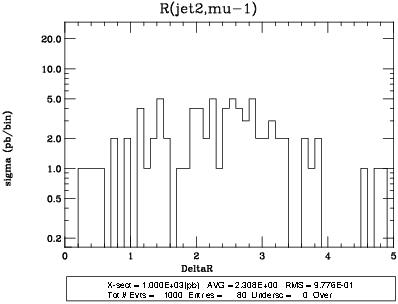 R(jet2,mu−1)
20.0
10.0
5.0
2.0
1.0
0.5
0.2
sigma (pb/bin)
0 1 2 3 4 5
DeltaR
X-sect = 1.000E+03(pb) AVG = 2.308E+00 RMS = 9.776E-01
Tot # Evts = 1000 Entries = 80 Undersc = 0 Over